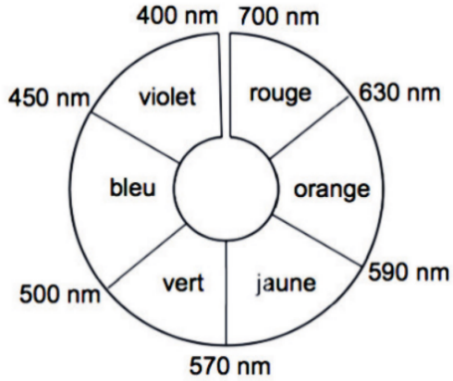 400 nm 700 nm
violet rouge
450 nm 630 nm
bleu orange
vert jaune
500 nm 590 nm
570 nm